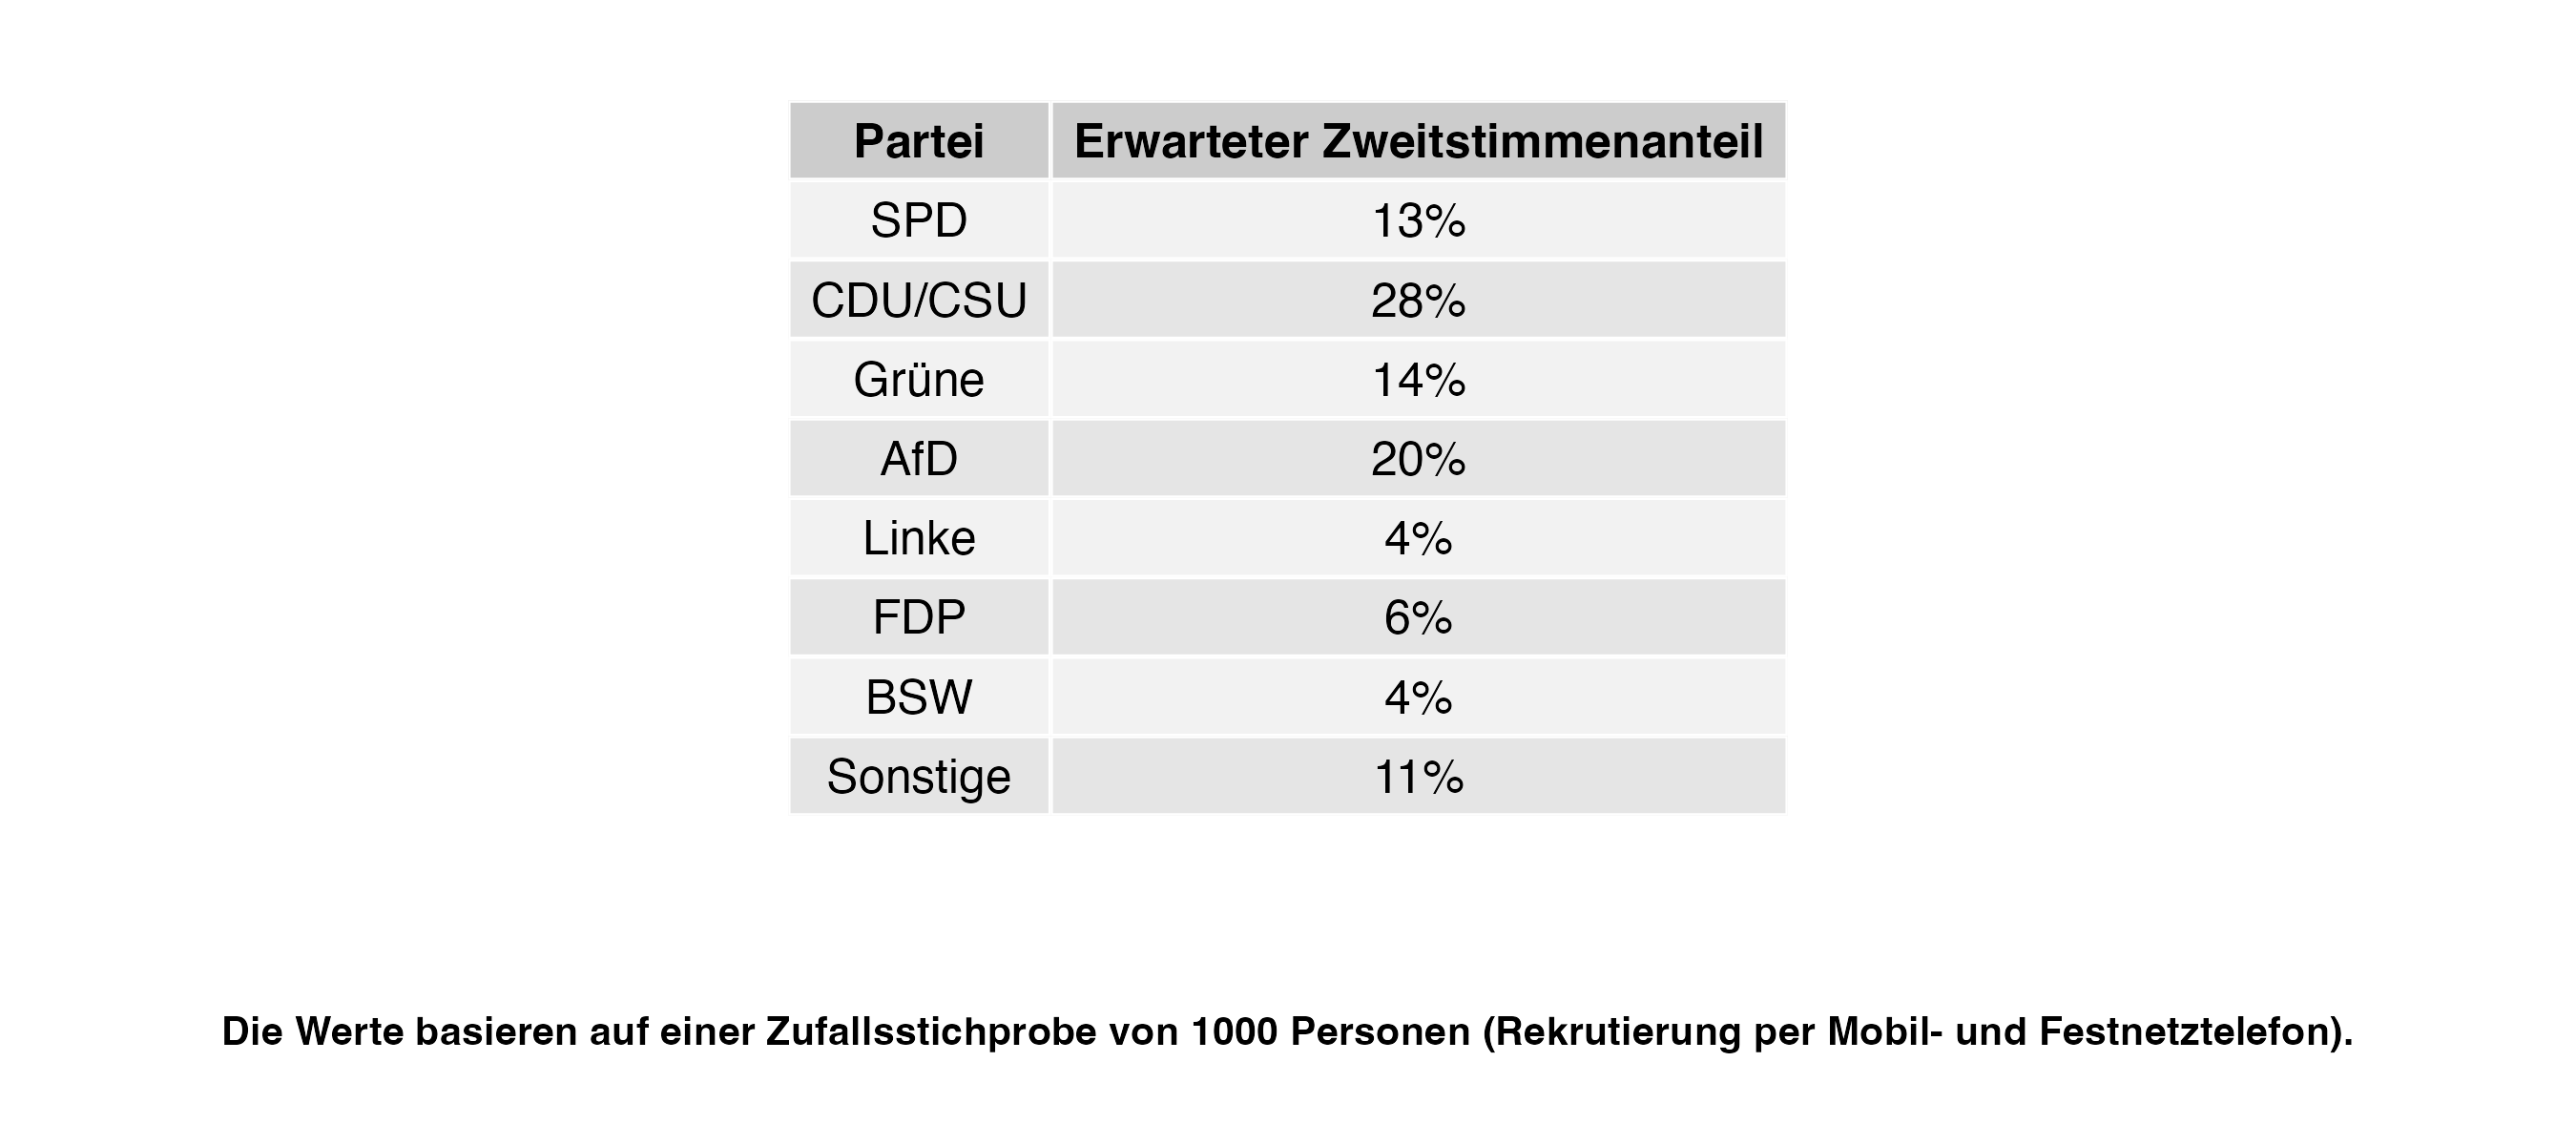 Partei Erwarteter Zweitstimmenanteil
SPD 13%
CDU/CSU 28%
Grüne 14%
AfD 20%
Linke 4%
FDP 6%
BSW 4%
Sonstige 11%
Die Werte basieren auf einer Zufallsstichprobe von 1000 Personen (Rekrutierung per Mobil- und Festnetztelefon).